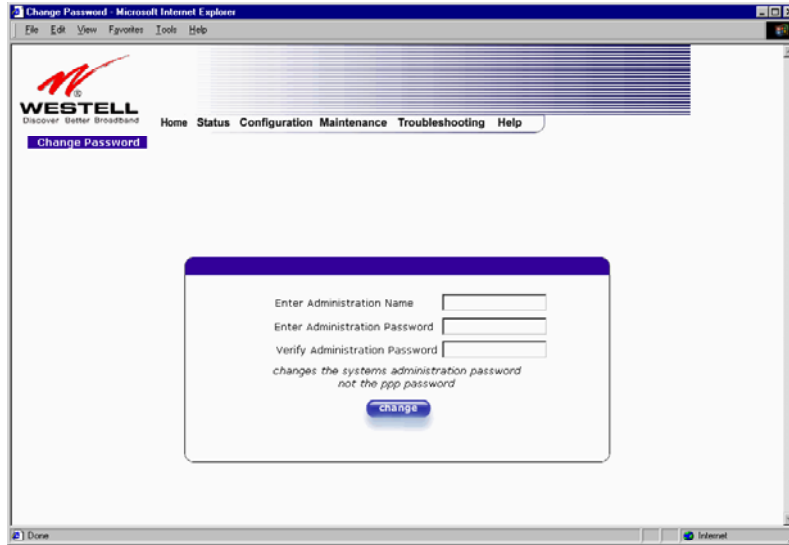 Change Password - Microsoft Internet Explorer
File Edit View Favorites Tools Help
®
WESTELL
Discover Better Broadband
Home Status Configuration Maintenance Troubleshooting Help
Change Password
Enter Administration Name
Enter Administration Password
Verify Administration Password
changes the systems administration password
not the ppp password
change
Done
Internet